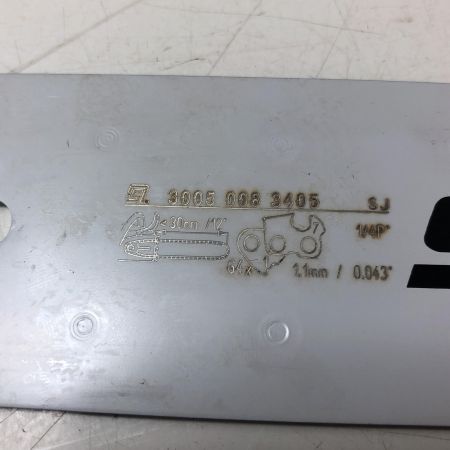 3005 008 3405 SJ
30cm / 12" 1/4P"
64x 1.1mm / 0.043"